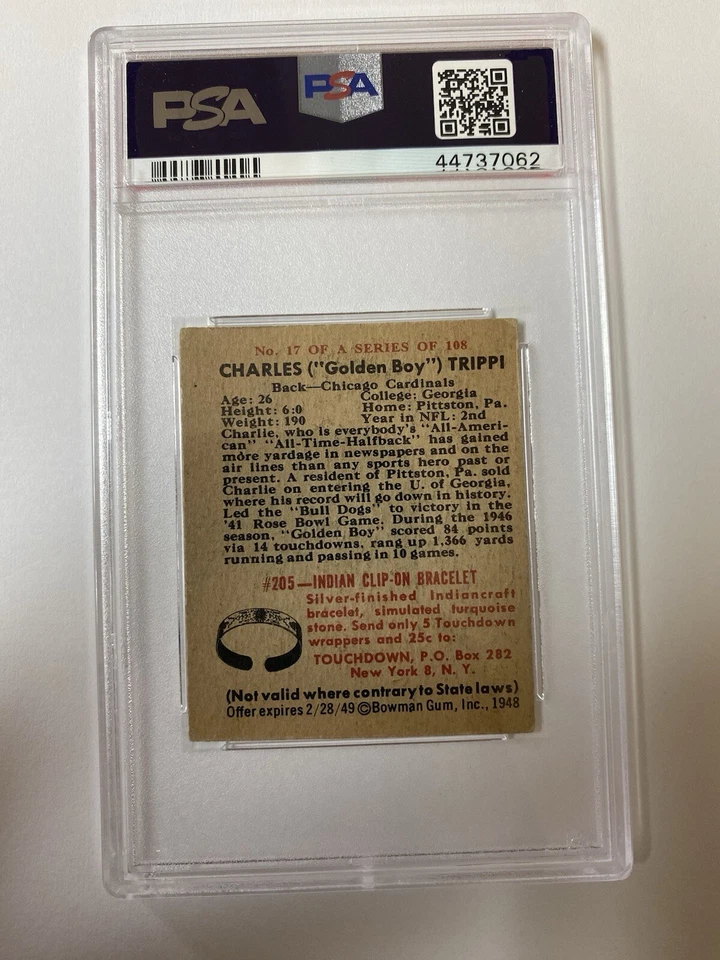 PSA
PSA
44737062
No. 17 OF A SERIES OF 108
CHARLES ("Golden Boy") TRIPPI
Back—Chicago Cardinals
Age: 26 College: Georgia
Height: 6:0 Home: Pittston, Pa.
Weight: 190 Year in NFL: 2nd
Charlie, who is everybody's "All-Ameri-
can" "All-Time-Halfback" has gained
more yardage in newspapers and on the
air lines than any sports hero past or
present. A resident of Pittston, Pa. sold
Charlie on entering the U. of Georgia,
where his record will go down in history.
Led the "Bull Dogs" to victory in the
'41 Rose Bowl Game. During the 1946
season, "Golden Boy" scored 84 points
via 14 touchdowns, rang up 1,366 yards
running and passing in 10 games.
#205—INDIAN CLIP-ON BRACELET
Silver-finished Indiancraft
bracelet, simulated turquoise
stone. Send only 5 Touchdown
wrappers and 25c to:
TOUCHDOWN, P.O. Box 282
New York 8, N. Y.
(Not valid where contrary to State laws)
Offer expires 2/28/49 ©Bowman Gum, Inc., 1948